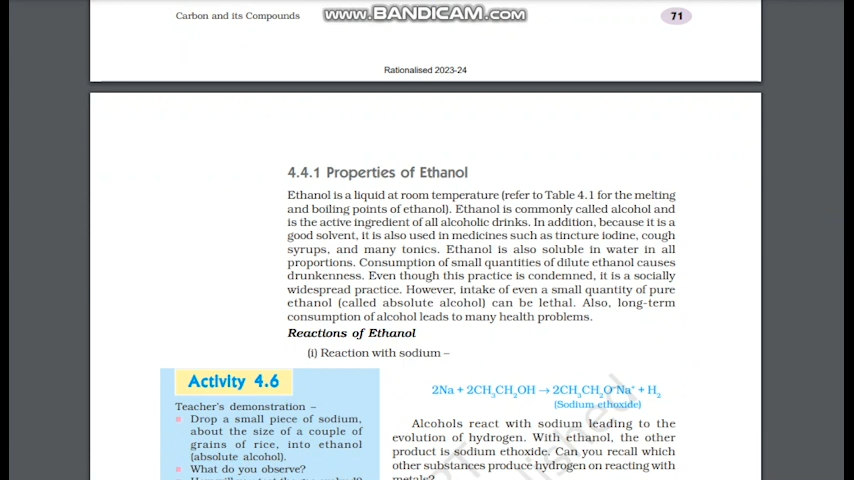 Carbon and its Compounds
www.BANDICAM.com
71
Rationalised 2023-24
4.4.1 Properties of Ethanol
Ethanol is a liquid at room temperature (refer to Table 4.1 for the melting
and boiling points of ethanol). Ethanol is commonly called alcohol and
is the active ingredient of all alcoholic drinks. In addition, because it is a
good solvent, it is also used in medicines such as tincture iodine, cough
syrups, and many tonics. Ethanol is also soluble in water in all
proportions. Consumption of small quantities of dilute ethanol causes
drunkenness. Even though this practice is condemned, it is a socially
widespread practice. However, intake of even a small quantity of pure
ethanol (called absolute alcohol) can be lethal. Also, long-term
consumption of alcohol leads to many health problems.
Reactions of Ethanol
(i) Reaction with sodium –
Activity 4.6
Teacher's demonstration –
Drop a small piece of sodium,
about the size of a couple of
grains of rice, into ethanol
(absolute alcohol).
What do you observe?
2Na + 2CH₃CH₂OH → 2CH₃CH₂O⁻Na⁺ + H₂
(Sodium ethoxide)
Alcohols react with sodium leading to the
evolution of hydrogen. With ethanol, the other
product is sodium ethoxide. Can you recall which
other substances produce hydrogen on reacting with
metals?